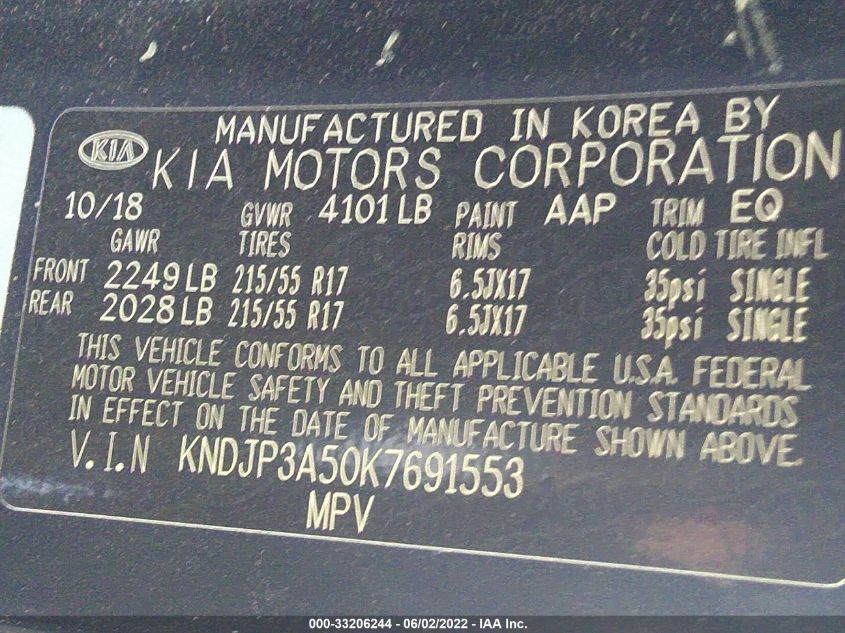 MANUFACTURED IN KOREA BY
KIA KIA MOTORS CORPORATION
10/18 GVWR 4101 LB PAINT AAP TRIM EQ
GAWR TIRES RIMS COLD TIRE INFL
FRONT 2249 LB 215/55 R17 6.5JX17 35psi SINGLE
REAR 2028 LB 215/55 R17 6.5JX17 35psi SINGLE
THIS VEHICLE CONFORMS TO ALL APPLICABLE U.S.A. FEDERAL
MOTOR VEHICLE SAFETY AND THEFT PREVENTION STANDARDS
IN EFFECT ON THE DATE OF MANUFACTURE SHOWN ABOVE.
V.I.N KNDJP3A50K7691553
MPV
000-33206244 - 06/02/2022 - IAA Inc.